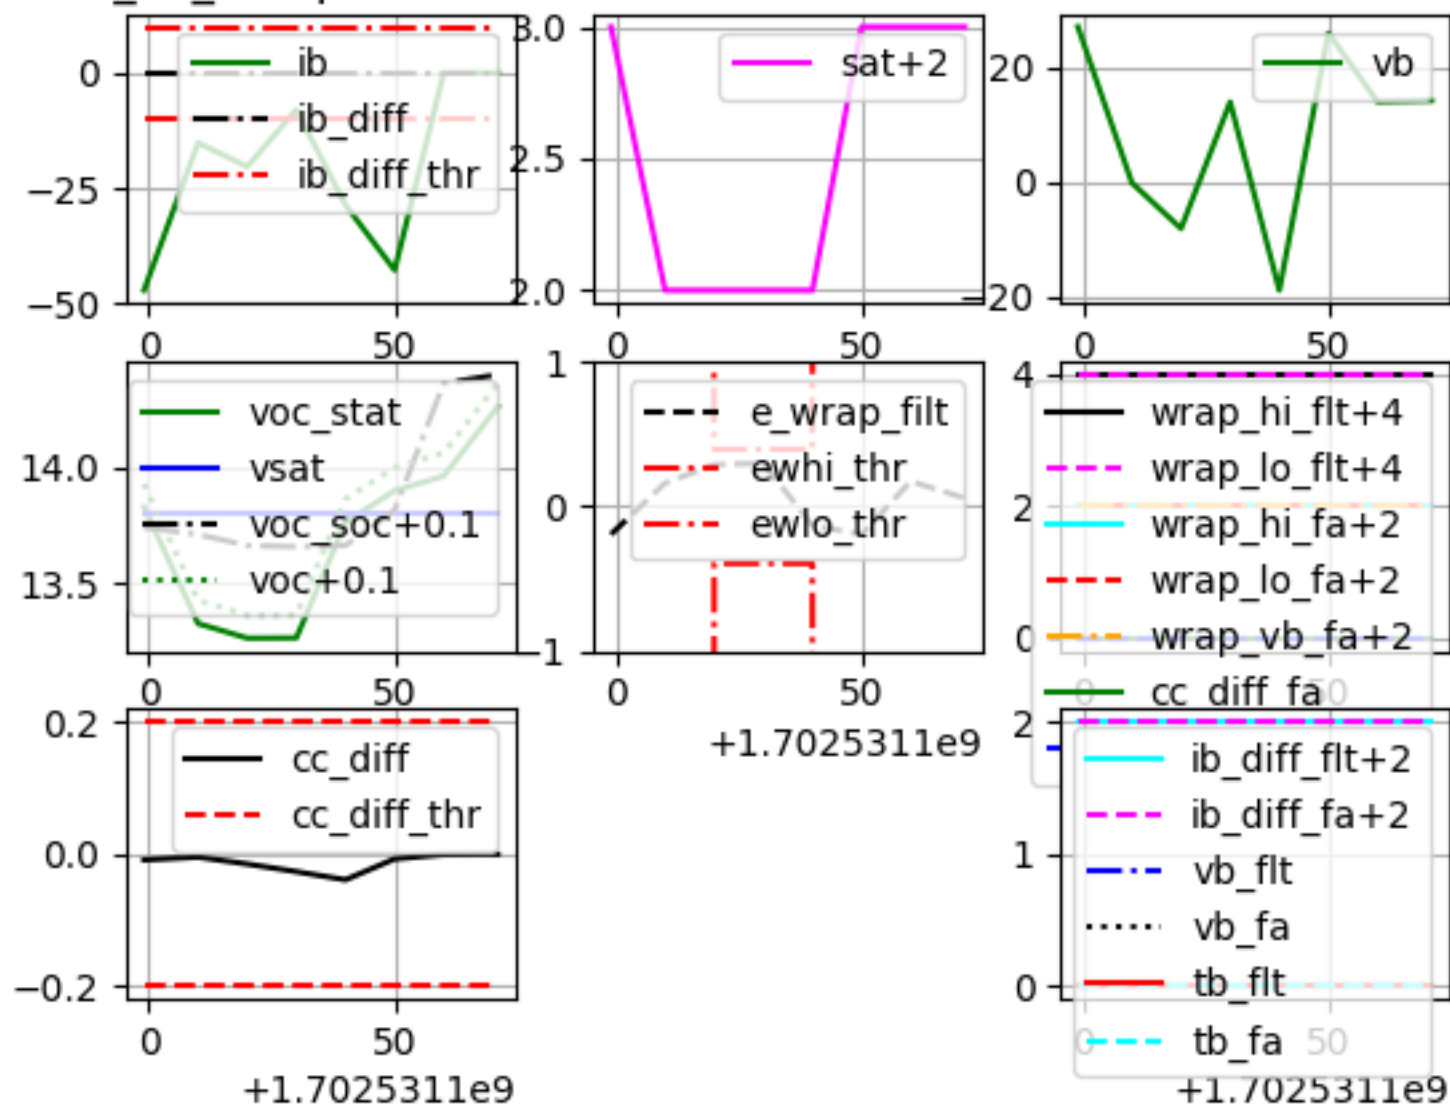 0
−25
−50
ib
ib_diff
ib_diff_thr
0
50
3.0
2.5
2.0
sat+2
0
50
20
0
−20
vb
0
50
14.0
13.5
voc_stat
vsat
voc_soc+0.1
voc+0.1
0
50
1
0
−1
e_wrap_filt
ewhi_thr
ewlo_thr
0
50
+1.7025311e9
4
2
0
wrap_hi_flt+4
wrap_lo_flt+4
wrap_hi_fa+2
wrap_lo_fa+2
wrap_vb_fa+2
cc_diff_fa
0
50
0.2
0.0
−0.2
cc_diff
cc_diff_thr
0
50
+1.7025311e9
2
1
0
ib_diff_flt+2
ib_diff_fa+2
vb_flt
vb_fa
tb_flt
tb_fa
0
50
+1.7025311e9